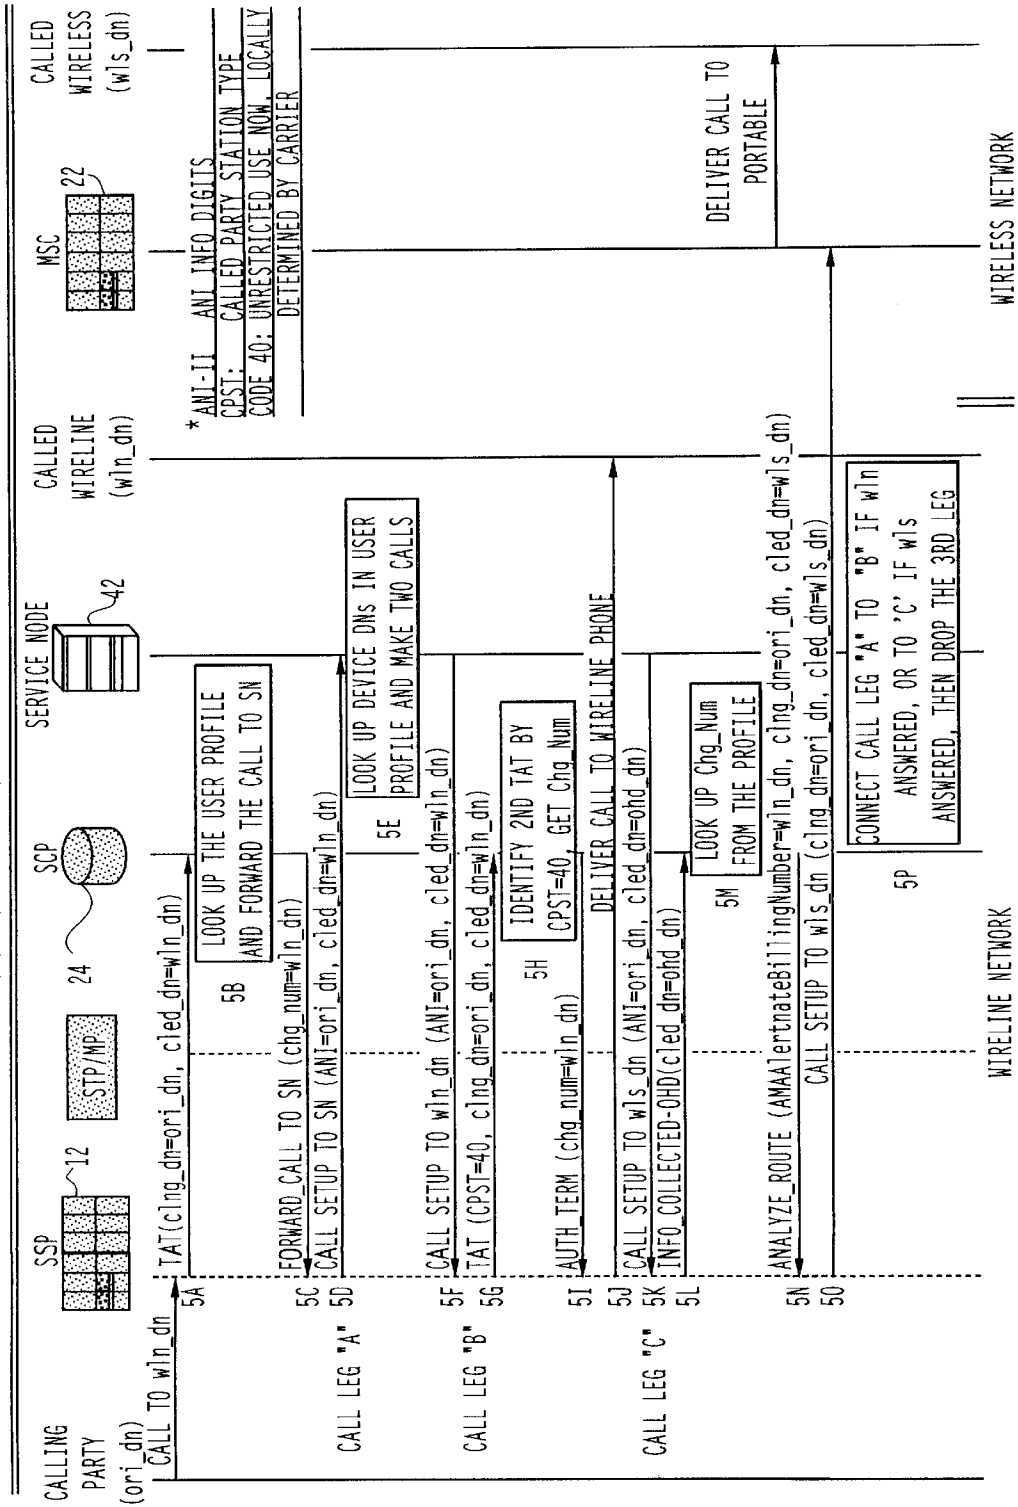 CALLING
PARTY
(ori_dn)
SSP
12
STP/MP
24
SCP
SERVICE NODE
42
CALLED
WIRELINE
(wln_dn)
MSC
22
CALLED
WIRELESS
(wls_dn)
CALL TO wln_dn
5A
TAT(clng_dn=ori_dn, cled_dn=wln_dn)
* ANI-II ANI INFO DIGITS
CPST: CALLED PARTY STATION TYPE
CODE 40: UNRESTRICTED USE NOW, LOCALLY
DETERMINED BY CARRIER
5B
LOOK UP THE USER PROFILE
AND FORWARD THE CALL TO SN
5C
FORWARD_CALL TO SN (chg_num=wln_dn)
5D
CALL SETUP TO SN (ANI=ori_dn, cled_dn=wln_dn)
CALL LEG "A"
5E
LOOK UP DEVICE DNs IN USER
PROFILE AND MAKE TWO CALLS
5F
CALL SETUP TO wln_dn (ANI=ori_dn, cled_dn=wln_dn)
CALL LEG "B"
5G
TAT (CPST=40, clng_dn=ori_dn, cled_dn=wln_dn)
5H
IDENTIFY 2ND TAT BY
CPST=40, GET Chg_Num
5I
AUTH_TERM (chg_num=wln_dn)
5J
DELIVER CALL TO WIRELINE PHONE
CALL LEG "C"
5K
CALL SETUP TO wls_dn (ANI=ori_dn, cled_dn=ohd_dn)
5L
INFO_COLLECTED-OHD(cled_dn=ohd_dn)
5M
LOOK UP Chg_Num
FROM THE PROFILE
DELIVER CALL TO
PORTABLE
5N
ANALYZE_ROUTE (AMAAlertnateBillingNumber=wln_dn, clng_dn=ori_dn, cled_dn=wls_dn)
5O
CALL SETUP TO wls_dn (clng_dn=ori_dn, cled_dn=wls_dn)
5P
CONNECT CALL LEG "A" TO "B" IF wln
ANSWERED, OR TO 'C' IF wls
ANSWERED, THEN DROP THE 3RD LEG
WIRELINE NETWORK
WIRELESS NETWORK